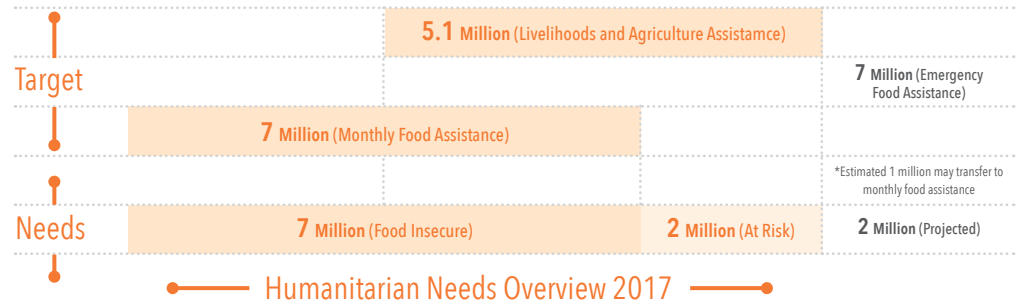 5.1 Million (Livelihoods and Agriculture Assistamce)
Target
7 Million (Emergency
Food Assistance)
7 Million (Monthly Food Assistance)
*Estimated 1 million may transfer to
monthly food assistance
Needs
7 Million (Food Insecure)
2 Million (At Risk)
2 Million (Projected)
Humanitarian Needs Overview 2017